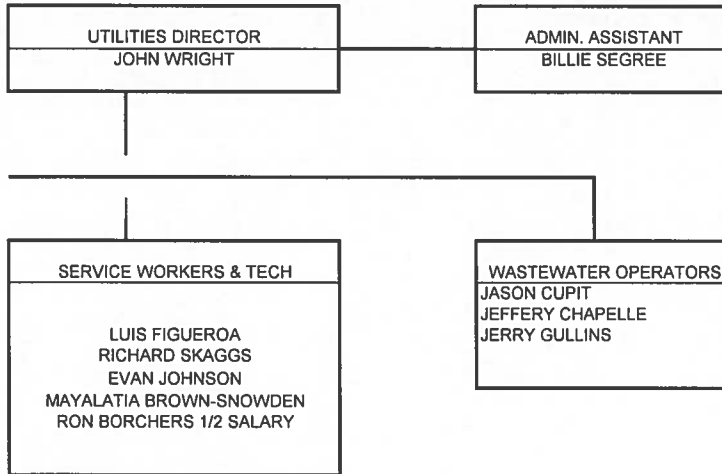 UTILITIES DIRECTOR
JOHN WRIGHT
ADMIN. ASSISTANT
BILLIE SEGREE
SERVICE WORKERS & TECH
LUIS FIGUEROA
RICHARD SKAGGS
EVAN JOHNSON
MAYALATIA BROWN-SNOWDEN
RON BORCHERS 1/2 SALARY
WASTEWATER OPERATORS
JASON CUPIT
JEFFERY CHAPELLE
JERRY GULLINS